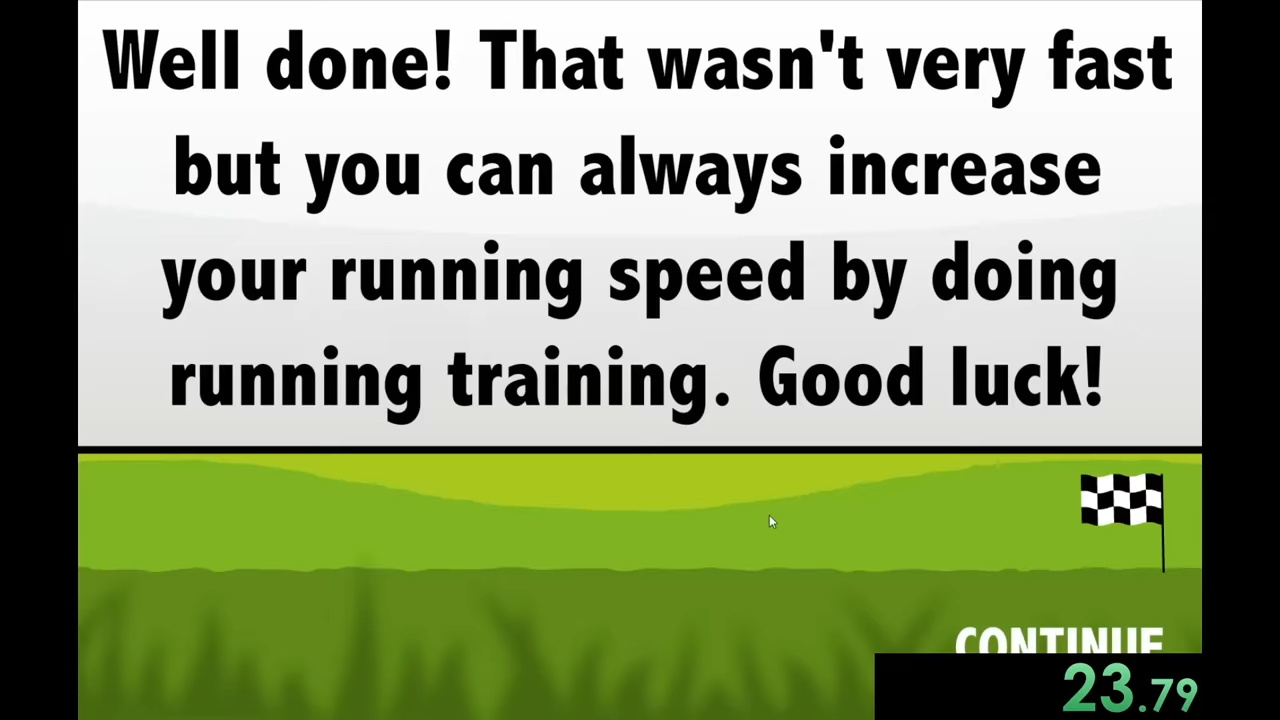 Well done! That wasn't very fast
but you can always increase
your running speed by doing
running training. Good luck!
CONTINUE
23.79